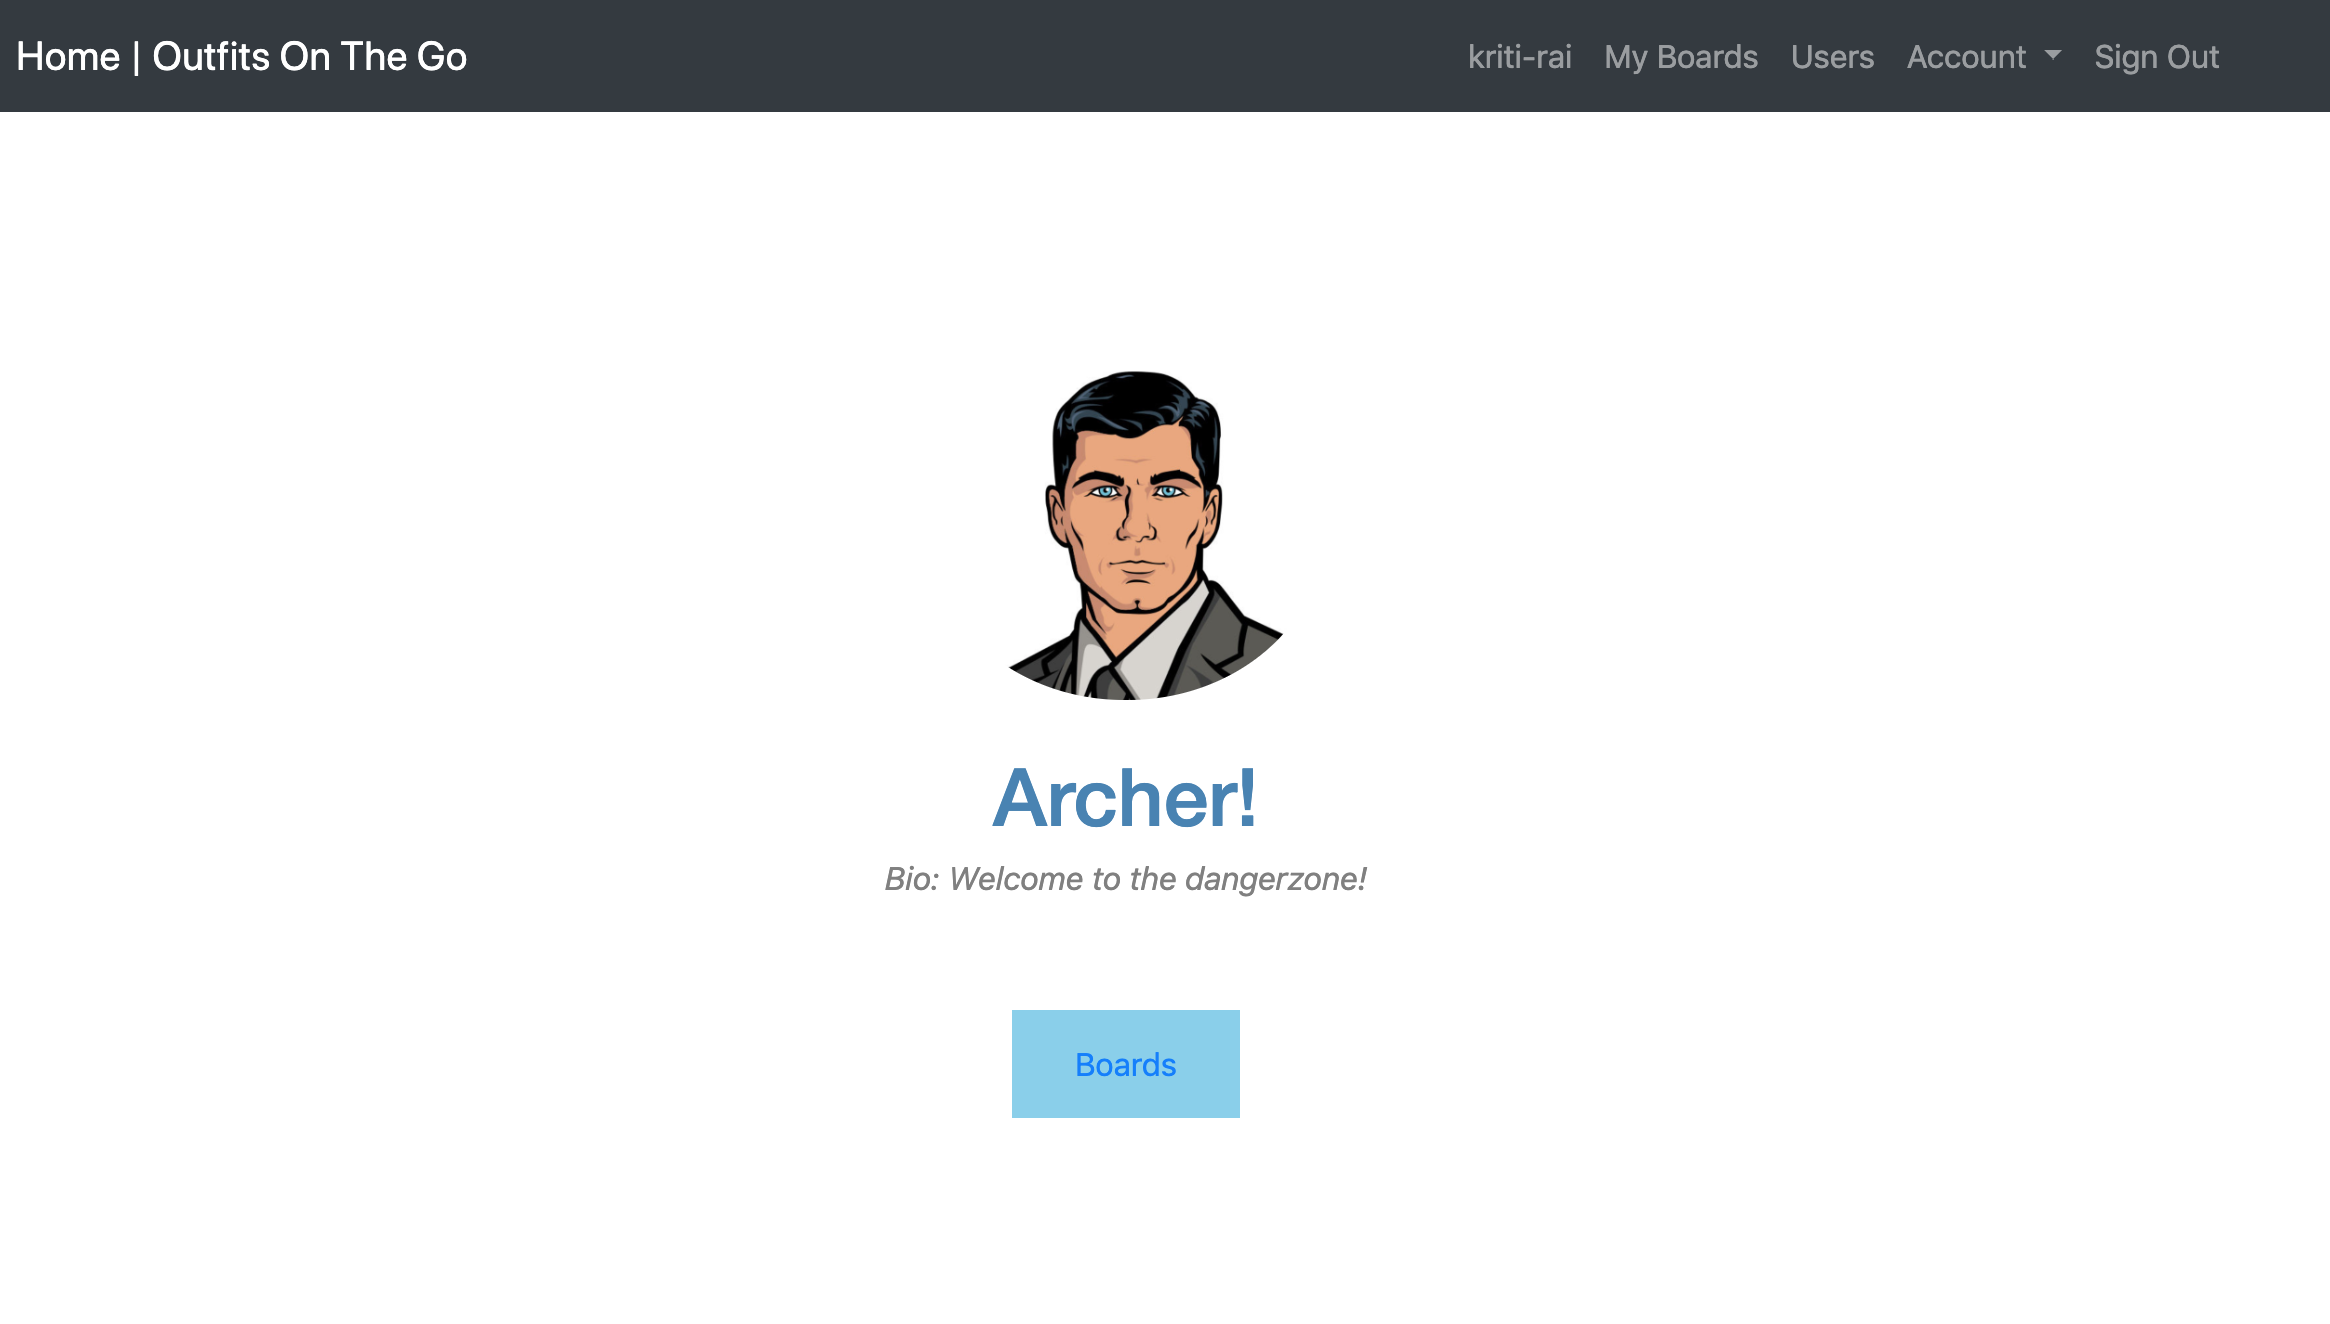 Home | Outfits On The Go
kriti-rai My Boards Users Account Sign Out
Archer!
Bio: Welcome to the dangerzone!
Boards